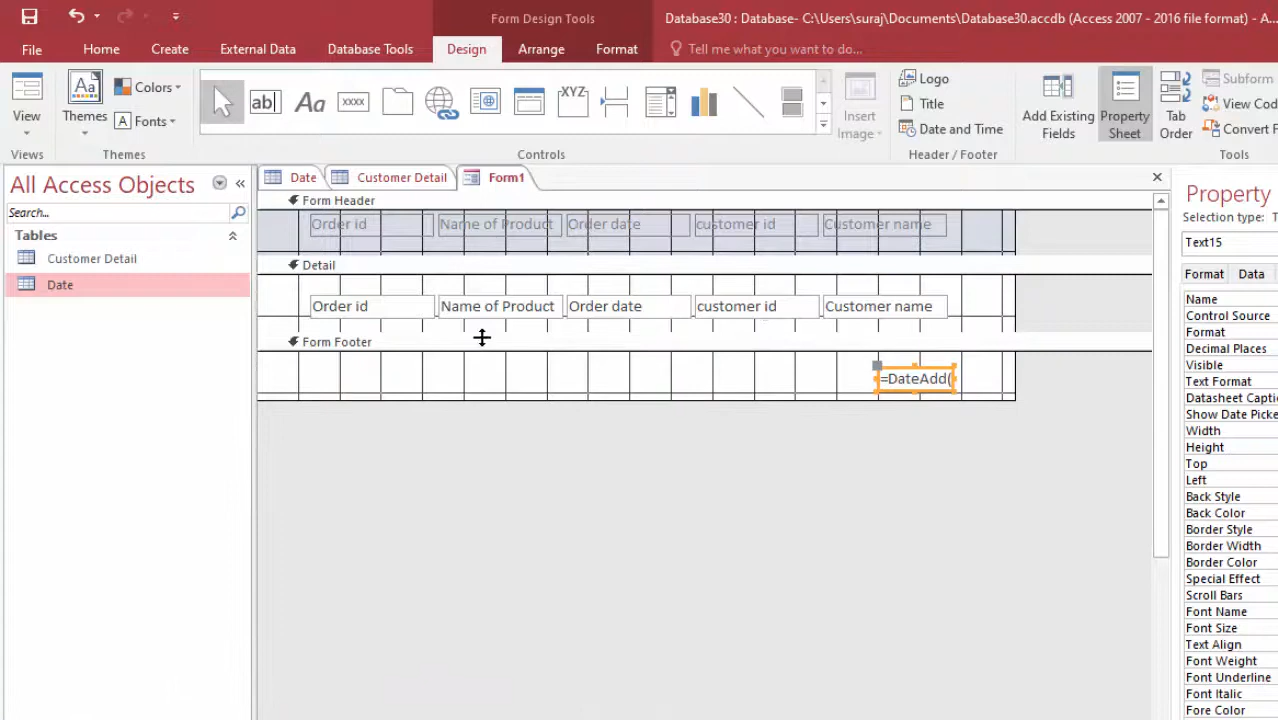 Form Design Tools
Database30 : Database- C:\Users\suraj\Documents\Database30.accdb (Access 2007 - 2016 file format) - A...
File
Home
Create
External Data
Database Tools
Design
Arrange
Format
Tell me what you want to do...
View
Views
Aa
Themes
Colors
Fonts
Themes
ab
Aa
xxxx
XYZ
Controls
Insert
Image
Logo
Title
Date and Time
Header / Footer
Add Existing
Fields
Property
Sheet
Tab
Order
Subform
View Cod
Convert F
Tools
All Access Objects
Search...
Tables
Customer Detail
Date
Date
Customer Detail
Form1
Form Header
Order id
Name of Product
Order date
customer id
Customer name
Detail
Order id
Name of Product
Order date
customer id
Customer name
Form Footer
=DateAdd(
Property
Selection type: T
Text15
Format
Data
Name
Control Source
Format
Decimal Places
Visible
Text Format
Datasheet Captio
Show Date Picke
Width
Height
Top
Left
Back Style
Back Color
Border Style
Border Width
Border Color
Special Effect
Scroll Bars
Font Name
Font Size
Text Align
Font Weight
Font Underline
Font Italic
Fore Color